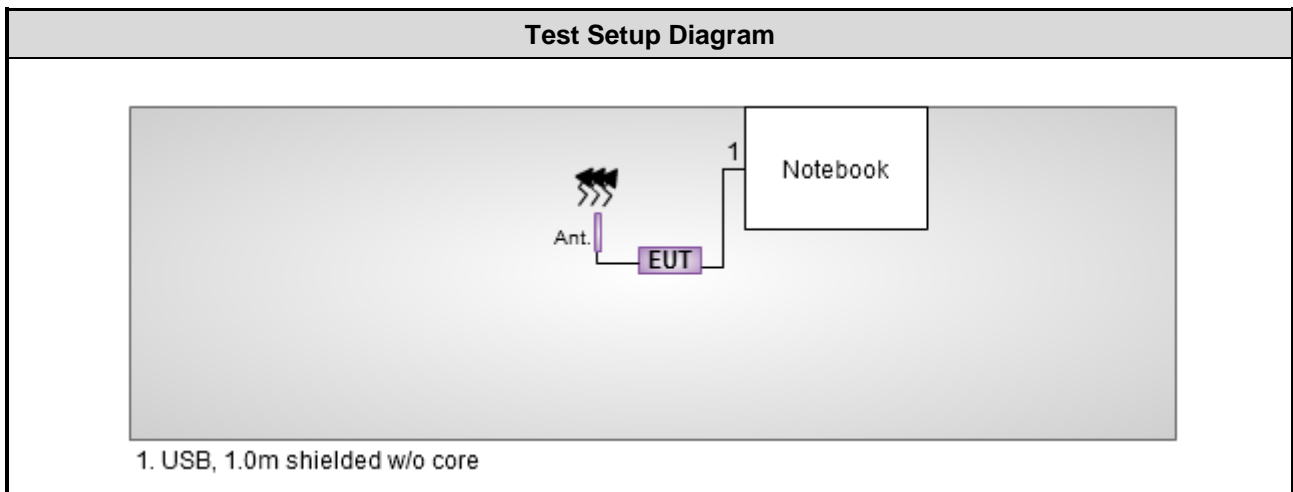 Test Setup Diagram
1
Notebook
Ant.
EUT
1. USB, 1.0m shielded w/o core